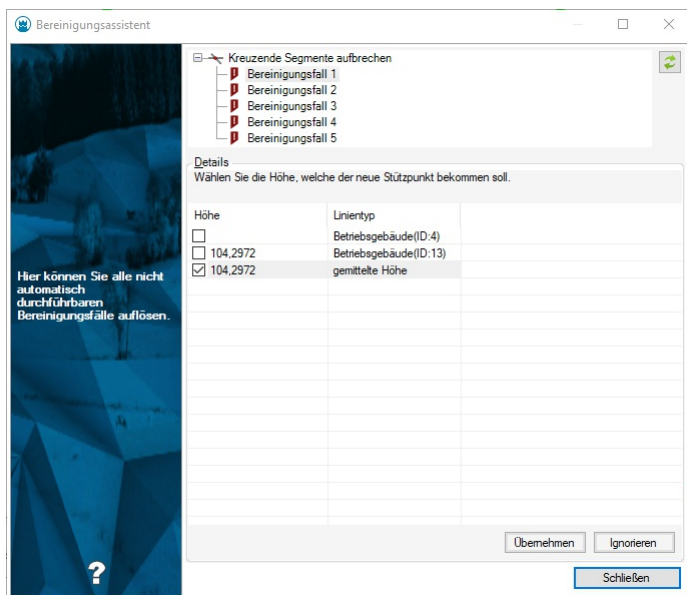 Bereinigungsassistent
Kreuzende Segmente aufbrechen
Bereinigungsfall 1
Bereinigungsfall 2
Bereinigungsfall 3
Bereinigungsfall 4
Bereinigungsfall 5
Details
Wählen Sie die Höhe, welche der neue Stützpunkt bekommen soll.
Höhe Linientyp
Betriebsgebäude(ID:4)
104,2972 Betriebsgebäude(ID:13)
104,2972 gemittelte Höhe
Hier können Sie alle nicht
automatisch
durchführbaren
Bereinigungsfälle auflösen.
Übernehmen Ignorieren
?
Schließen